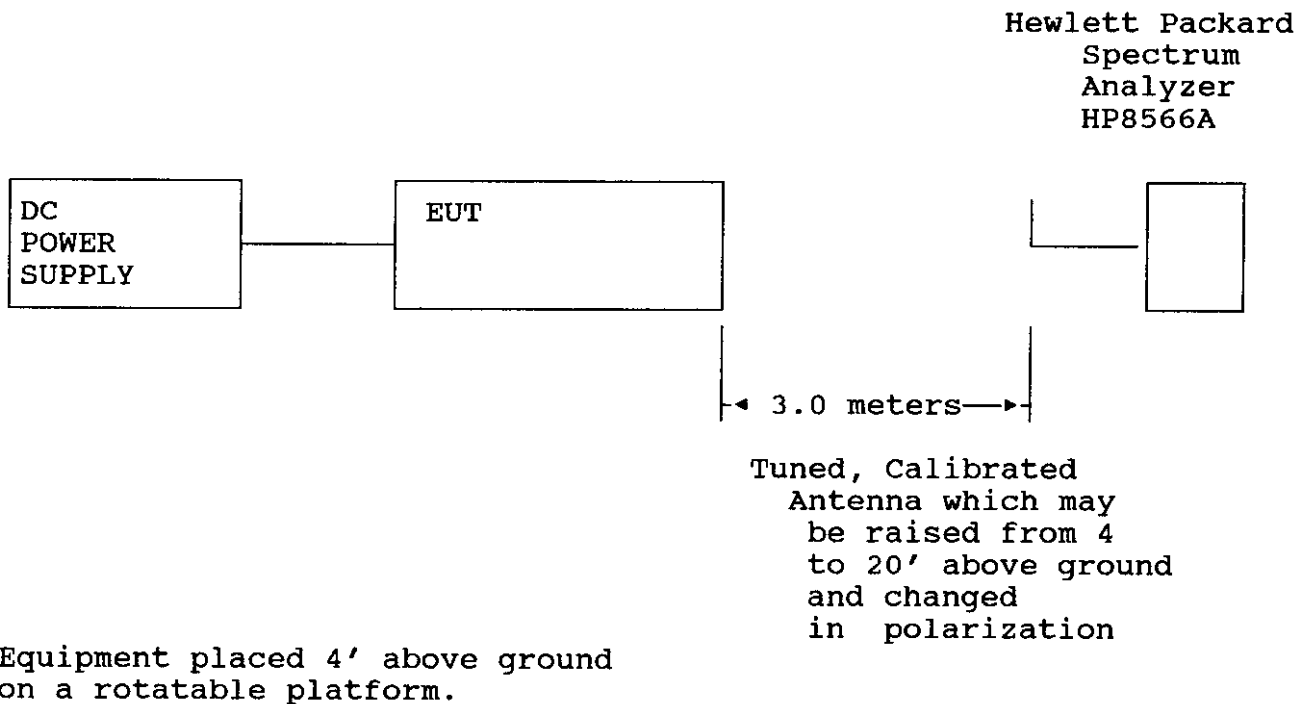 Hewlett Packard
Spectrum
Analyzer
HP8566A
DC
POWER
SUPPLY
EUT
3.0 meters
Tuned, Calibrated
Antenna which may
be raised from 4
to 20' above ground
and changed
in polarization
Equipment placed 4' above ground
on a rotatable platform.